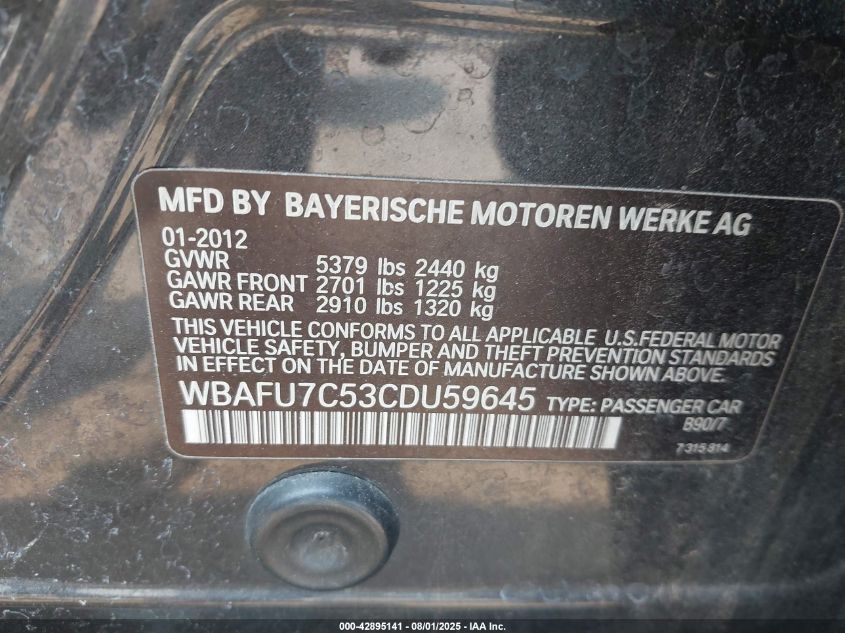 MFD BY BAYERISCHE MOTOREN WERKE AG
01-2012
GVWR 5379 lbs 2440 kg
GAWR FRONT 2701 lbs 1225 kg
GAWR REAR 2910 lbs 1320 kg
THIS VEHICLE CONFORMS TO ALL APPLICABLE U.S.FEDERAL MOTOR
VEHICLE SAFETY, BUMPER AND THEFT PREVENTION STANDARDS
IN EFFECT ON THE DATE OF MANUFACTURE SHOWN ABOVE.
WBAFU7C53CDU59645 TYPE: PASSENGER CAR
B90/7
7 315 814
000-42895141 - 08/01/2025 - IAA Inc.